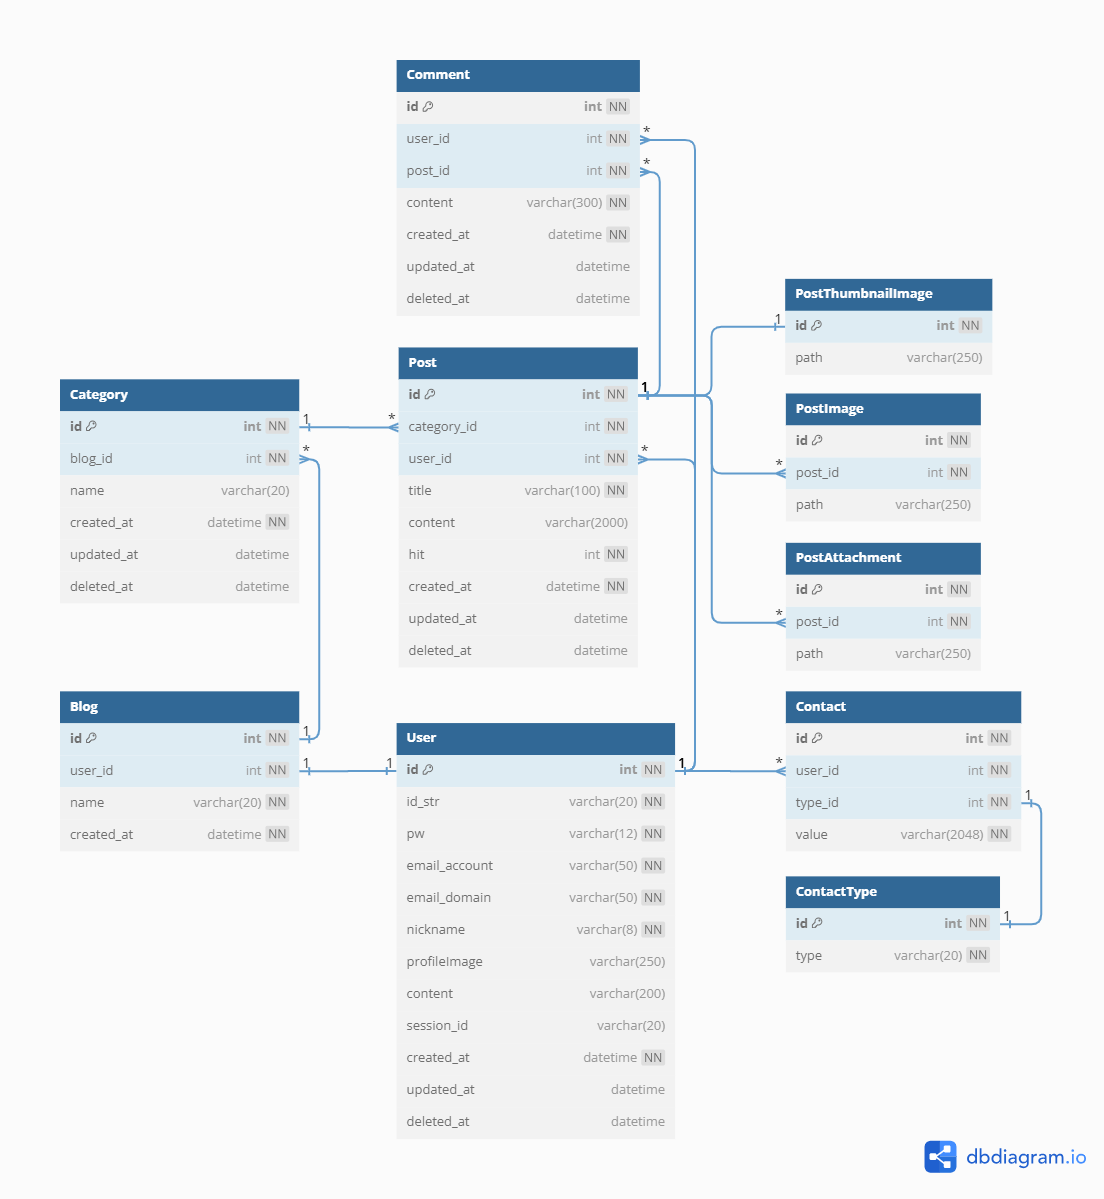 Comment
id int NN
user_id int NN *
post_id int NN *
content varchar(300) NN
created_at datetime NN
updated_at datetime
deleted_at datetime
PostThumbnailImage
1 id int NN
path varchar(250)
Post
id int NN 1
* category_id int NN
user_id int NN *
title varchar(100) NN
content varchar(2000)
hit int NN
created_at datetime NN
updated_at datetime
deleted_at datetime
Category
id int NN 1
blog_id int NN *
name varchar(20)
created_at datetime NN
updated_at datetime
deleted_at datetime
PostImage
id int NN
* post_id int NN
path varchar(250)
PostAttachment
id int NN
* post_id int NN
path varchar(250)
Blog
id int NN 1
user_id int NN 1
name varchar(20) NN
created_at datetime NN
User
1 id int NN 1
id_str varchar(20) NN
pw varchar(12) NN
email_account varchar(50) NN
email_domain varchar(50) NN
nickname varchar(8) NN
profileImage varchar(250)
content varchar(200)
session_id varchar(20)
created_at datetime NN
updated_at datetime
deleted_at datetime
Contact
id int NN
* user_id int NN
type_id int NN 1
value varchar(2048) NN
ContactType
id int NN 1
type varchar(20) NN
dbdiagram.io